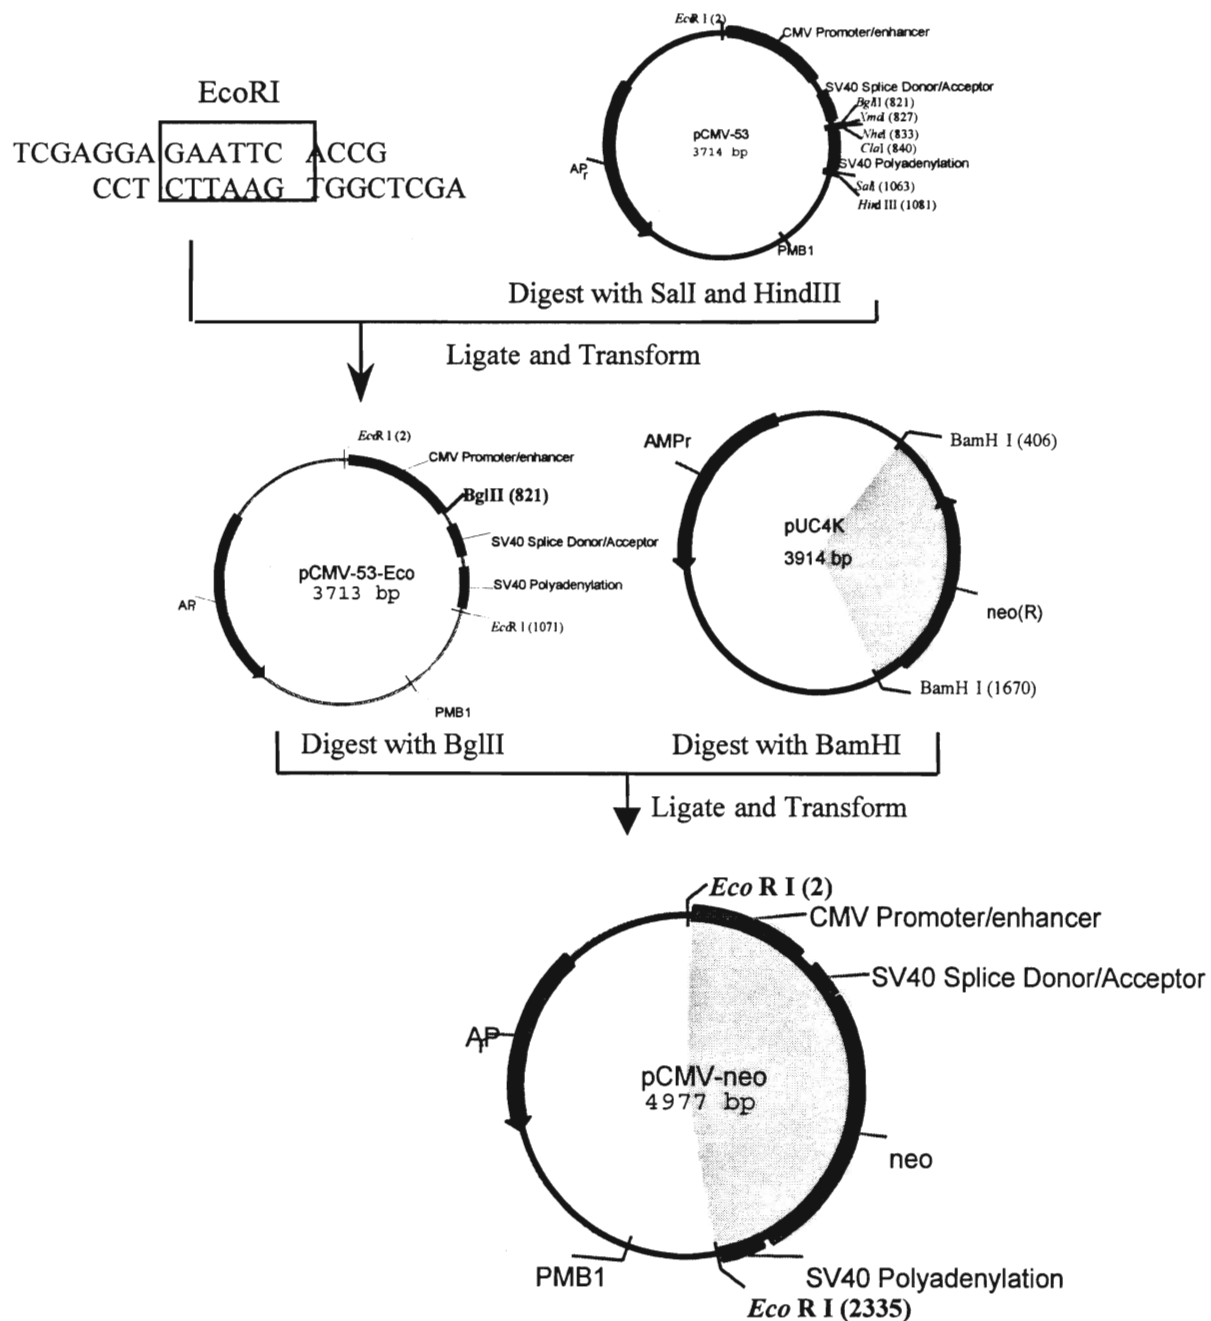 EcoRI
TCGAGGA GAATTC ACCG
CCT CTTAAG TGGCTCGA
EcoR I (2)
CMV Promoter/enhancer
SV40 Splice Donor/Acceptor
BglII (821)
XmaI (827)
NheI (833)
ClaI (840)
SV40 Polyadenylation
SalI (1063)
Hind III (1081)
pCMV-53
3714 bp
APr
PMB1
Digest with SalI and HindIII
Ligate and Transform
EcoR I (2)
CMV Promoter/enhancer
BglII (821)
SV40 Splice Donor/Acceptor
pCMV-53-Eco
3713 bp
SV40 Polyadenylation
AP
EcoR I (1071)
PMB1
AMPr
BamH I (406)
pUC4K
3914 bp
neo(R)
BamH I (1670)
Digest with BglII
Digest with BamHI
Ligate and Transform
Eco R I (2)
CMV Promoter/enhancer
SV40 Splice Donor/Acceptor
APr
pCMV-neo
4977 bp
neo
PMB1
SV40 Polyadenylation
Eco R I (2335)